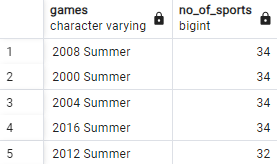 games no_of_sports
character varying bigint
1 2008 Summer 34
2 2000 Summer 34
3 2004 Summer 34
4 2016 Summer 34
5 2012 Summer 32